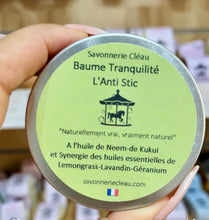 Savonnerie Cléau
Baume Tranquilité
L'Anti Stic
"Naturellement vrai, vraiment naturel"
A l'huile de Neem-de Kukui
et Synergie des huiles essentielles de
Lemongrass-Lavandin-Géranium
savonneriecleau.com